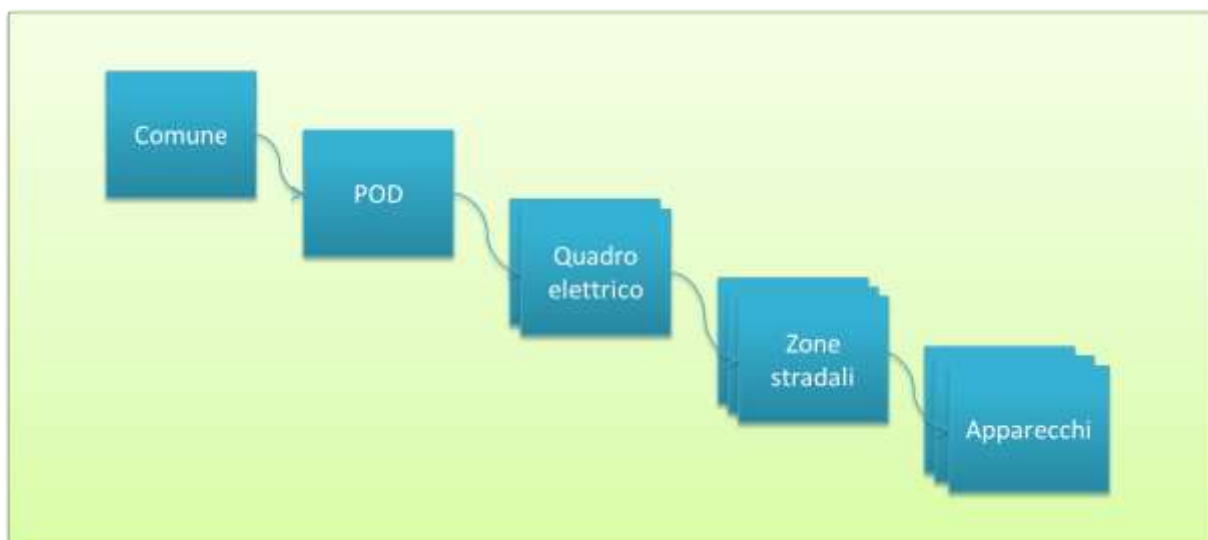 Comune
POD
Quadro
elettrico
Zone
stradali
Apparecchi